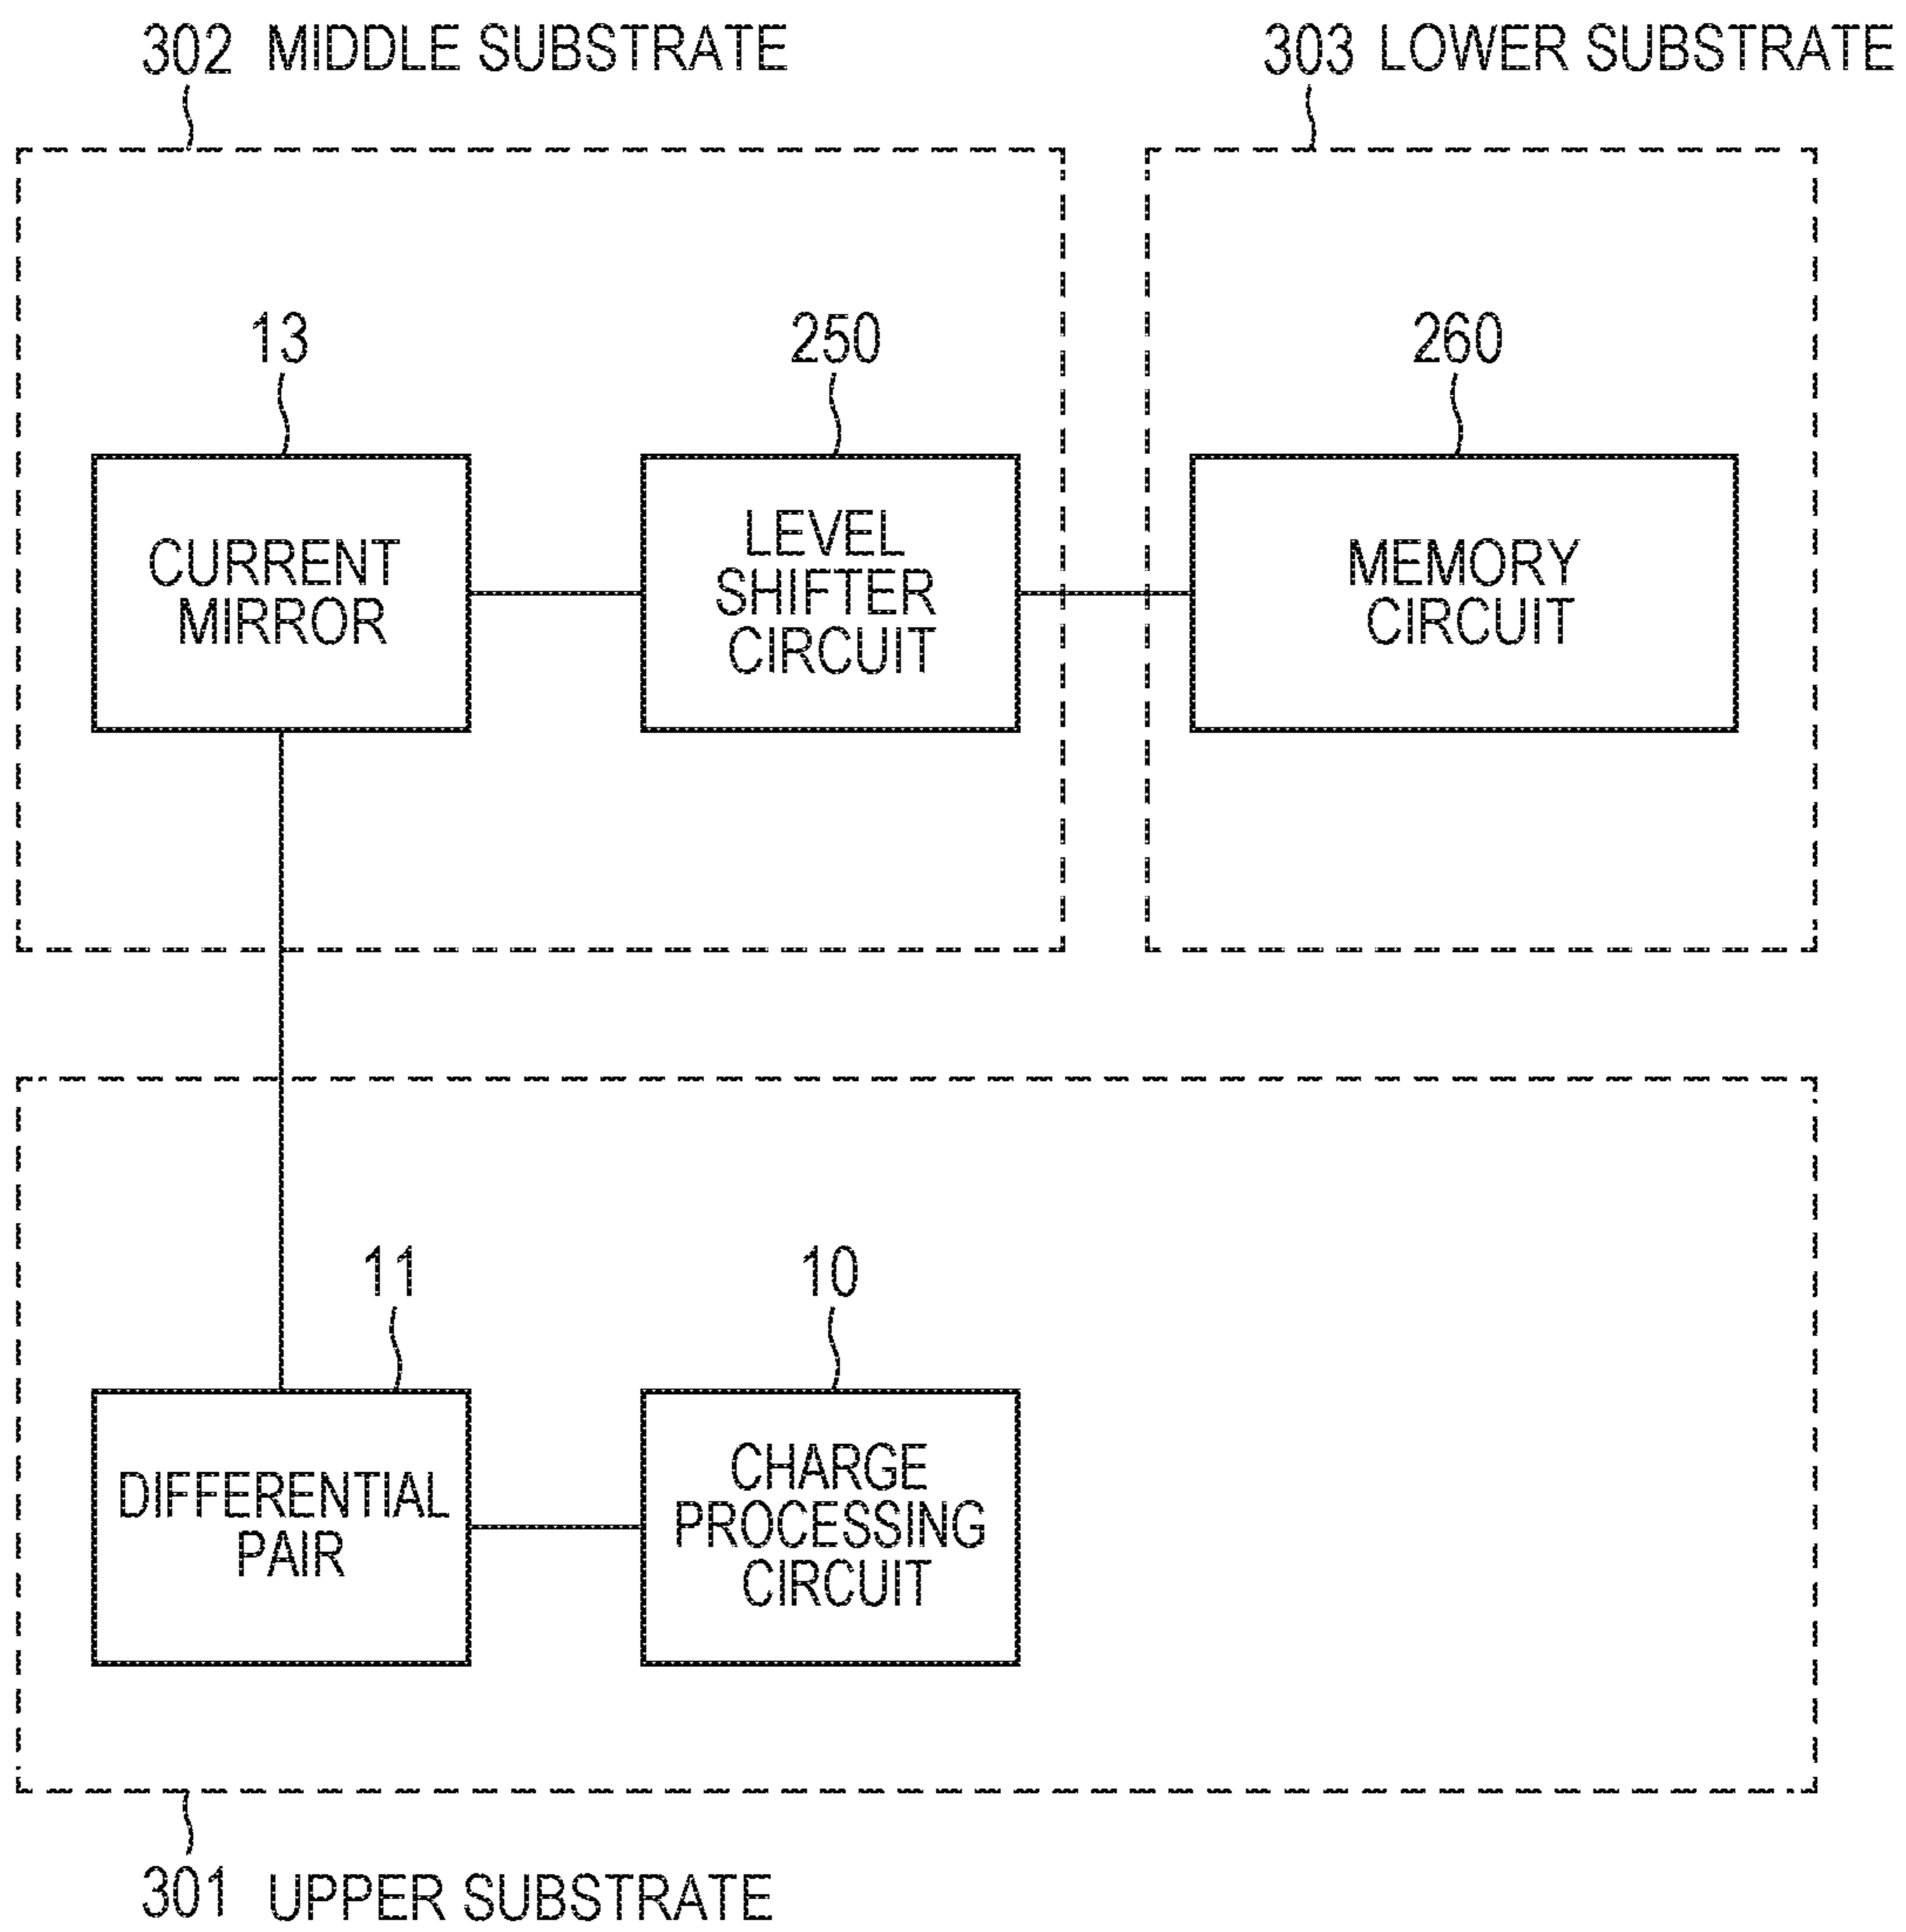 302 MIDDLE SUBSTRATE
303 LOWER SUBSTRATE
13
250
260
CURRENT
MIRROR
LEVEL
SHIFTER
CIRCUIT
MEMORY
CIRCUIT
11
10
DIFFERENTIAL
PAIR
CHARGE
PROCESSING
CIRCUIT
301 UPPER SUBSTRATE